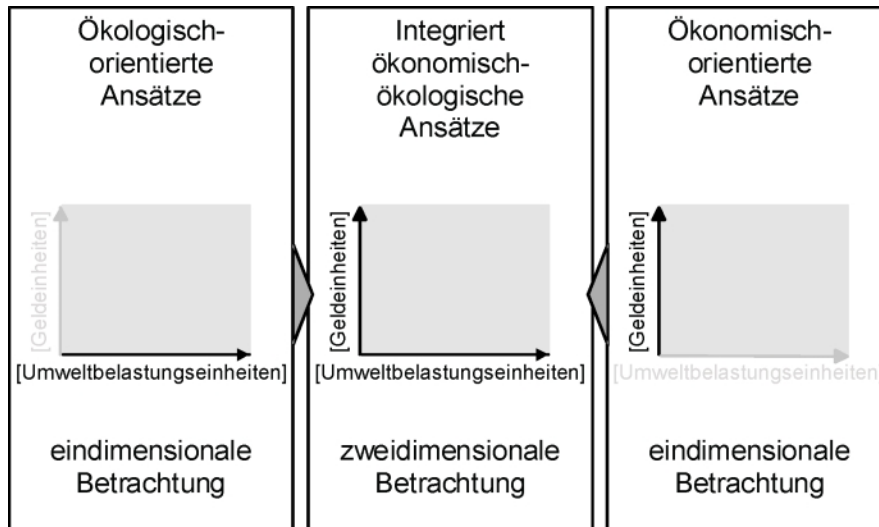 Ökologisch-
orientierte
Ansätze
[Geldeinheiten]
[Umweltbelastungseinheiten]
eindimensionale
Betrachtung
Integriert
ökonomisch-
ökologische
Ansätze
[Geldeinheiten]
[Umweltbelastungseinheiten]
zweidimensionale
Betrachtung
Ökonomisch-
orientierte
Ansätze
[Geldeinheiten]
[Umweltbelastungseinheiten]
eindimensionale
Betrachtung